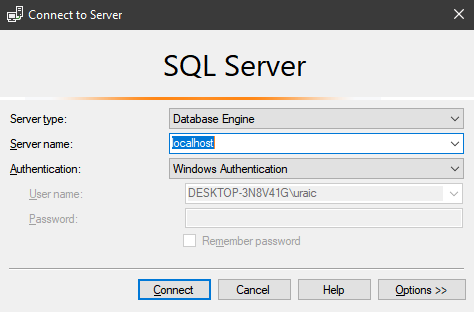 Connect to Server
SQL Server
Server type: Database Engine
Server name: localhost
Authentication: Windows Authentication
User name: DESKTOP-3N8V41G\uraic
Password:
Remember password
Connect Cancel Help Options >>